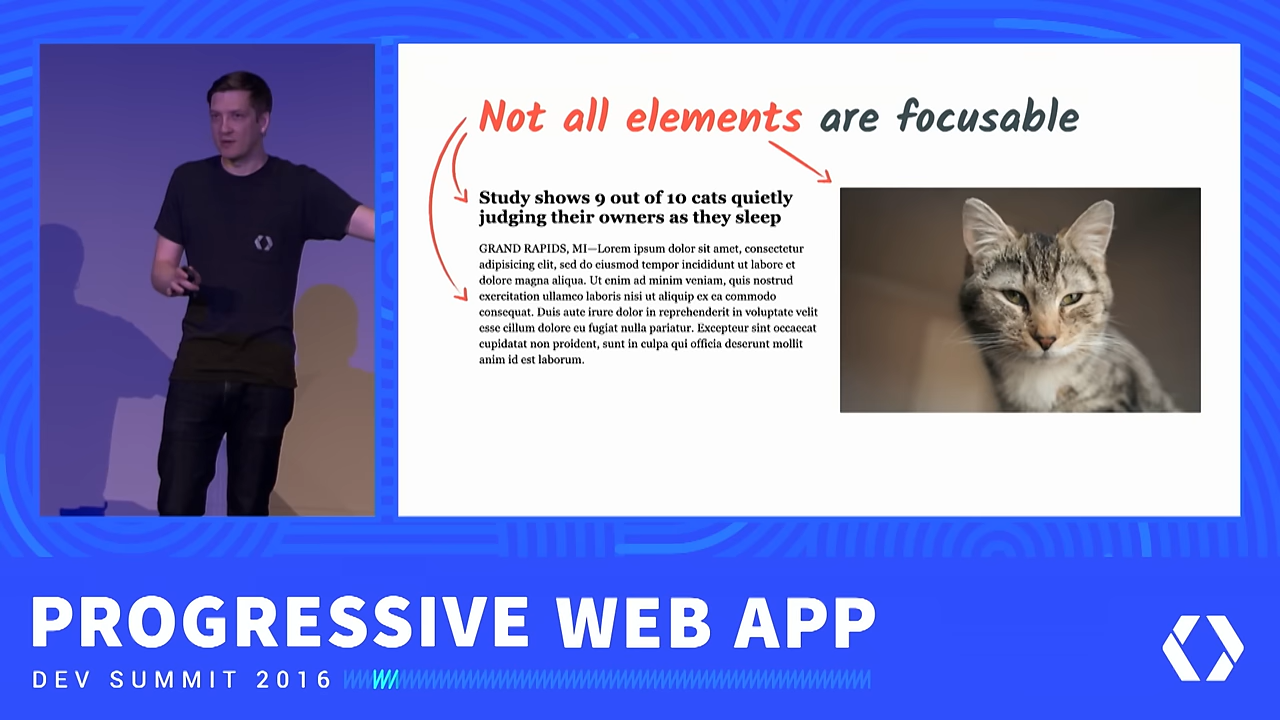 Not all elements are focusable
Study shows 9 out of 10 cats quietly
judging their owners as they sleep
GRAND RAPIDS, MI—Lorem ipsum dolor sit amet, consectetur
adipisicing elit, sed do eiusmod tempor incididunt ut labore et
dolore magna aliqua. Ut enim ad minim veniam, quis nostrud
exercitation ullamco laboris nisi ut aliquip ex ea commodo
consequat. Duis aute irure dolor in reprehenderit in voluptate velit
esse cillum dolore eu fugiat nulla pariatur. Excepteur sint occaecat
cupidatat non proident, sunt in culpa qui officia deserunt mollit
anim id est laborum.
PROGRESSIVE WEB APP
DEV SUMMIT 2016